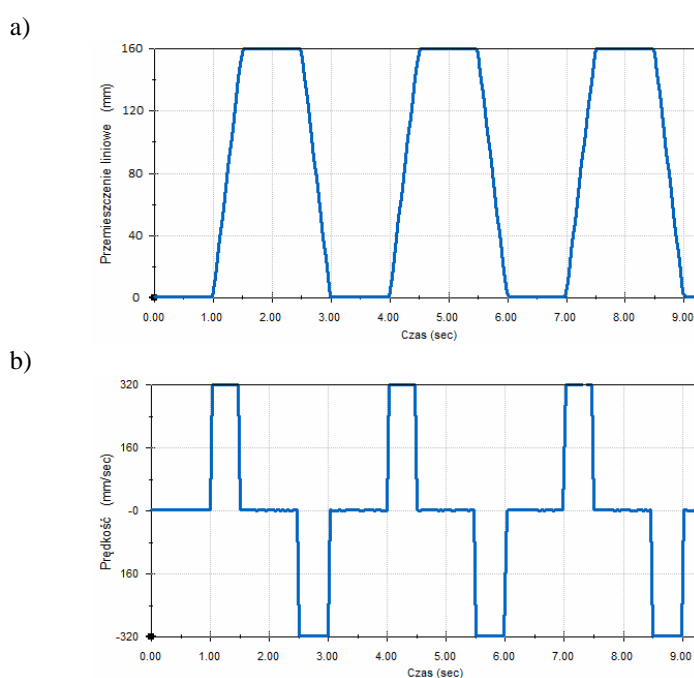 a)
160
120
80
40
0
Przemieszczenie liniowe (mm)
0.00 1.00 2.00 3.00 4.00 5.00 6.00 7.00 8.00 9.00
Czas (sec)
b)
320
160
-0
160
-320
Prędkość (mm/sec)
0.00 1.00 2.00 3.00 4.00 5.00 6.00 7.00 8.00 9.00
Czas (sec)